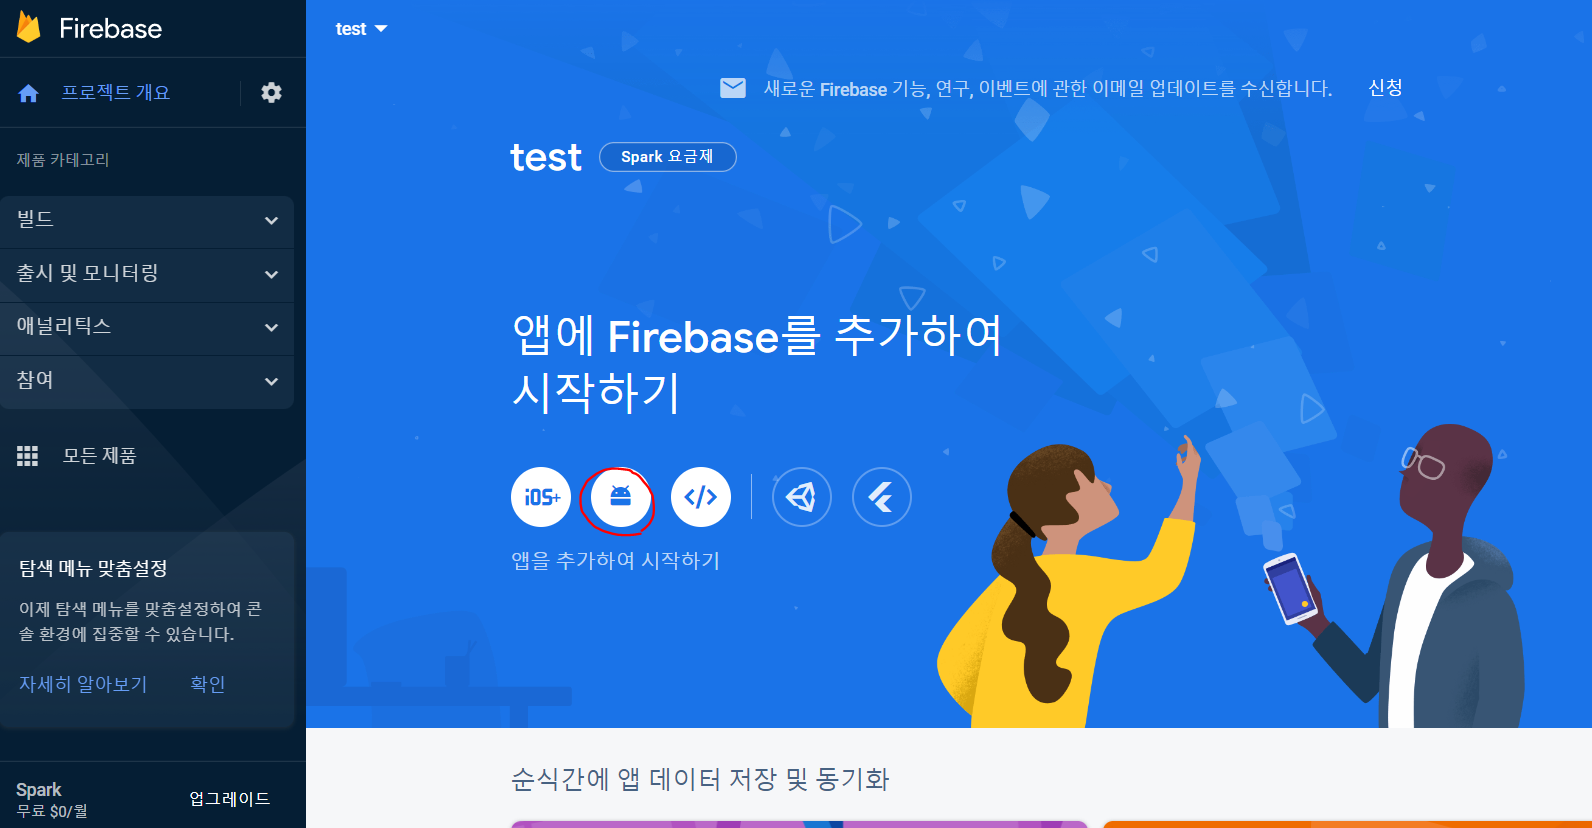 Firebase
프로젝트 개요
제품 카테고리
빌드
출시 및 모니터링
애널리틱스
참여
모든 제품
탐색 메뉴 맞춤설정
이제 탐색 메뉴를 맞춤설정하여 콘
솔 환경에 집중할 수 있습니다.
자세히 알아보기 확인
Spark
무료 $0/월
업그레이드
test
새로운 Firebase 기능, 연구, 이벤트에 관한 이메일 업데이트를 수신합니다. 신청
test Spark 요금제
앱에 Firebase를 추가하여
시작하기
iOS+ </>
앱을 추가하여 시작하기
순식간에 앱 데이터 저장 및 동기화